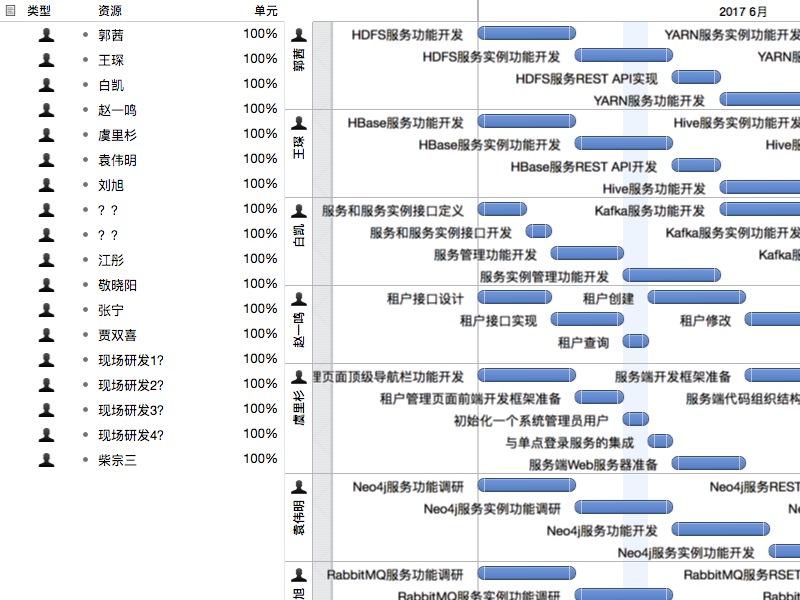 类型 资源 单元
郭茜 100%
王琛 100%
白凯 100%
赵一鸣 100%
虞里杉 100%
袁伟明 100%
刘旭 100%
？？ 100%
？？ 100%
江彤 100%
敬晓阳 100%
张宁 100%
贾双喜 100%
现场研发1? 100%
现场研发2? 100%
现场研发3? 100%
现场研发4? 100%
柴宗三 100%
2017 6月
郭茜
HDFS服务功能开发 YARN服务实例功能开发
HDFS服务实例功能开发 YARN服
HDFS服务REST API实现
YARN服务功能开发
王琛
HBase服务功能开发 Hive服务实例功能开发
HBase服务实例功能开发 Hive服
HBase服务REST API开发
Hive服务功能开发
白凯
服务和服务实例接口定义 Kafka服务功能开发
服务和服务实例接口开发 Kafka服务实例功能开发
服务管理功能开发 Kafka服
服务实例管理功能开发
赵一鸣
租户接口设计 租户创建
租户接口实现 租户修改
租户查询
虞里杉
理页面顶级导航栏功能开发 服务端开发框架准备
租户管理页面前端开发框架准备 服务端代码组织结构
初始化一个系统管理员用户
与单点登录服务的集成
服务端Web服务器准备
袁伟明
Neo4j服务功能调研 Neo4j服务REST
Neo4j服务实例功能调研 Ne
Neo4j服务功能开发
Neo4j服务实例功能开发
旭
RabbitMQ服务功能调研 RabbitMQ服务RSET
RabbitMQ服务实例功能调研 Rabb